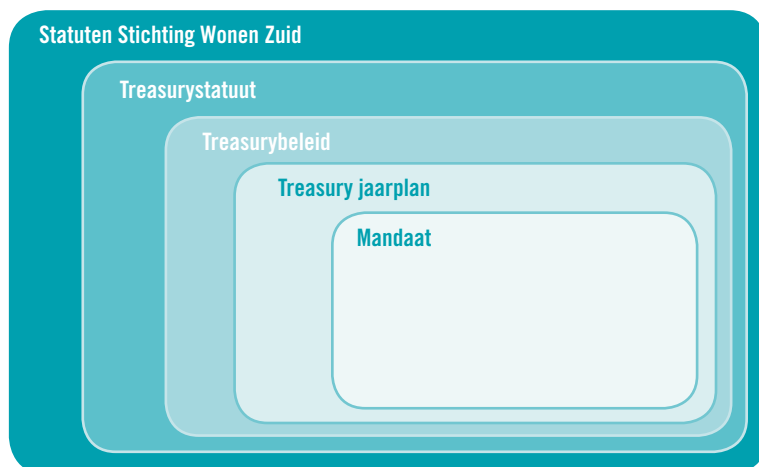 Statuten Stichting Wonen Zuid
Treasurystatuut
Treasurybeleid
Treasury jaarplan
Mandaat